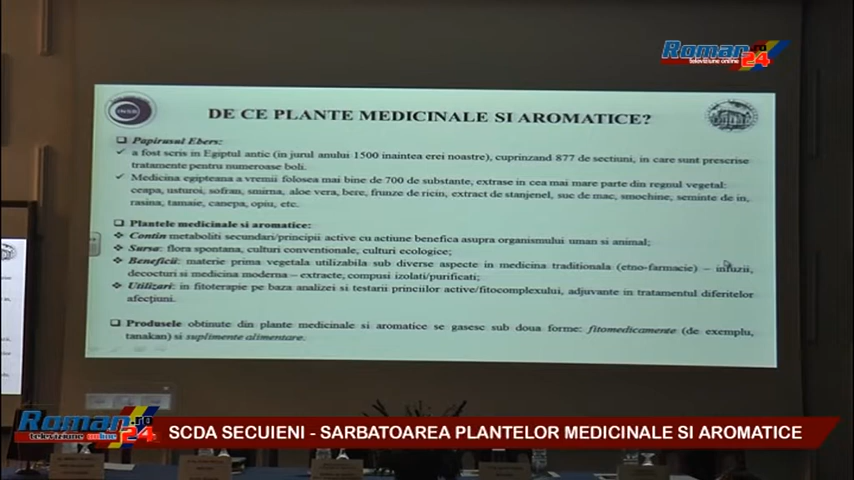 Roman.ro
televiziune online 24
DE CE PLANTE MEDICINALE SI AROMATICE?
Papirusul Ebers:
a fost scris in Egiptul antic (in jurul anului 1500 inaintea erei noastre), cuprinzand 877 de sectiuni, in care sunt prescrise
tratamente pentru numeroase boli.
Medicina egipteana a vremii folosea mai bine de 700 de substante, extrase in cea mai mare parte din regnul vegetal:
ceapa, usturoi, sofran, smirna, aloe vera, bere, frunze de ricin, extract de stanjenel, suc de mac, smochine, seminte de in,
rasina, tamaie, canepa, opiu, etc.
Plantele medicinale si aromatice:
Contin metaboliti secundari/principii active cu actiune benefica asupra organismului uman si animal;
Sursa: flora spontana, culturi conventionale, culturi ecologice;
Beneficii: materie prima vegetala utilizabila sub diverse aspecte in medicina traditionala (etno-farmacie) – infuzii,
decocturi si medicina moderna – extracte, compusi izolati/purificati;
Utilizari: in fitoterapie pe baza analizei si testarii princiilor active/fitocomplexului, adjuvante in tratamentul diferitelor
afecțiuni.
Produsele obtinute din plante medicinale si aromatice se gasesc sub doua forme: fitomedicamente (de exemplu,
tanakan) si suplimente alimentare.
Roman.ro
televiziune online 24
SCDA SECUIENI - SARBATOAREA PLANTELOR MEDICINALE SI AROMATICE